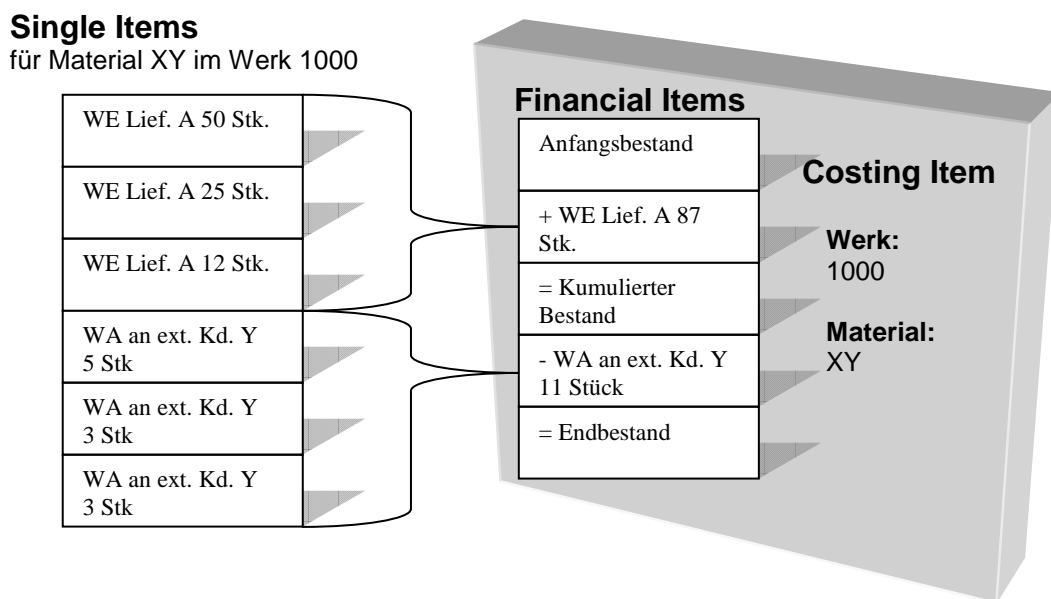 Single Items
für Material XY im Werk 1000
WE Lief. A 50 Stk.
WE Lief. A 25 Stk.
WE Lief. A 12 Stk.
WA an ext. Kd. Y
5 Stk
WA an ext. Kd. Y
3 Stk
WA an ext. Kd. Y
3 Stk
Financial Items
Anfangsbestand
+ WE Lief. A 87
Stk.
= Kumulierter
Bestand
- WA an ext. Kd. Y
11 Stück
= Endbestand
Costing Item
Werk:
1000
Material:
XY